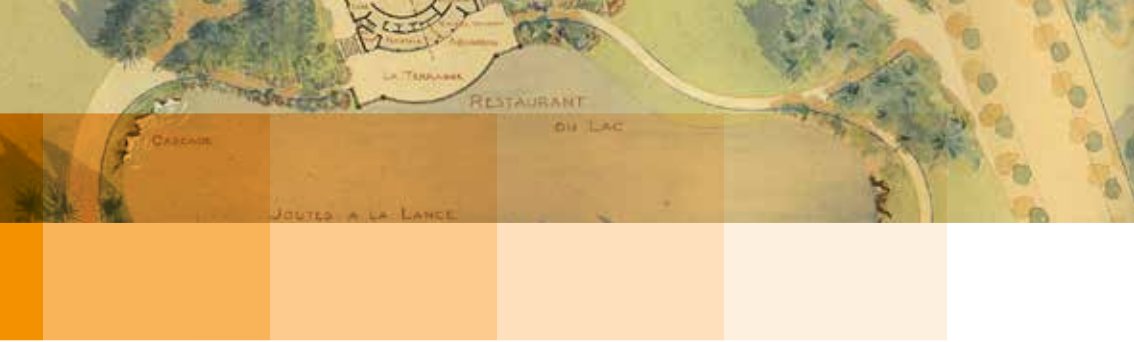 LA TERRASSE
RESTAURANT
DU LAC
CASCADE
JOUTES A LA LANCE